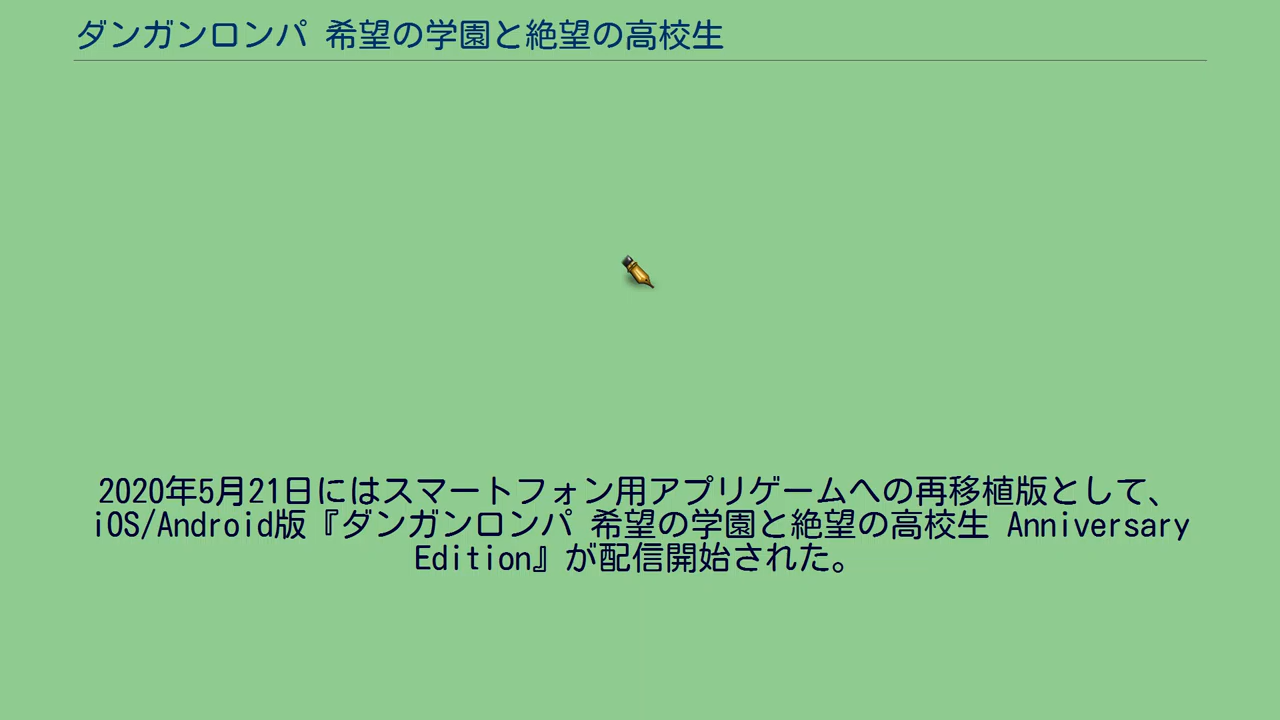 ダンガンロンパ 希望の学園と絶望の高校生
2020年5月21日にはスマートフォン用アプリゲームへの再移植版として、
iOS/Android版『ダンガンロンパ 希望の学園と絶望の高校生 Anniversary
Edition』が配信開始された。